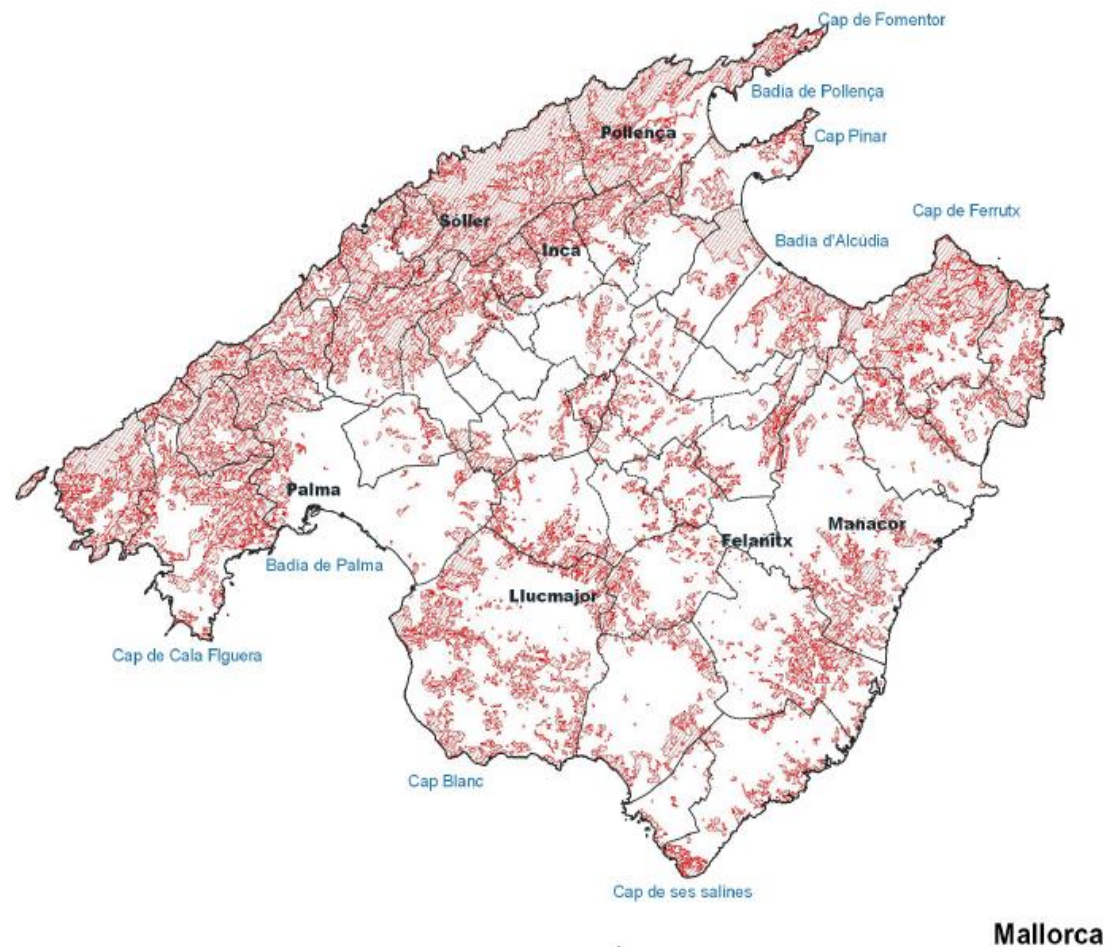 Cap de Fomentor
Badia de Pollença
Pollença
Cap Pinar
Cap de Ferrutx
Sóller
Badia d'Alcúdia
Inca
Palma
Manacor
Felanitx
Badia de Palma
Llucmajor
Cap de Cala FIguera
Cap Blanc
Cap de ses salines
Mallorca